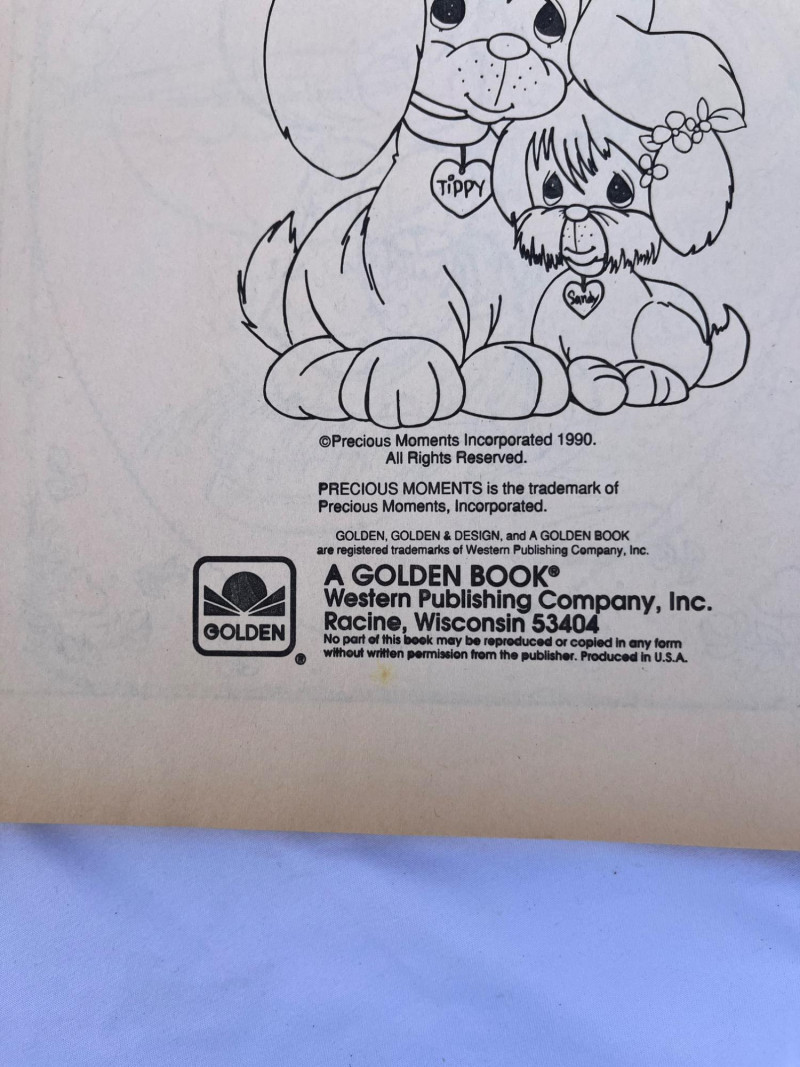 Tippy
Sandy
©Precious Moments Incorporated 1990.
All Rights Reserved.
PRECIOUS MOMENTS is the trademark of
Precious Moments, Incorporated.
GOLDEN, GOLDEN & DESIGN, and A GOLDEN BOOK
are registered trademarks of Western Publishing Company, Inc.
GOLDEN
®
A GOLDEN BOOK®
Western Publishing Company, Inc.
Racine, Wisconsin 53404
No part of this book may be reproduced or copied in any form
without written permission from the publisher. Produced in U.S.A.